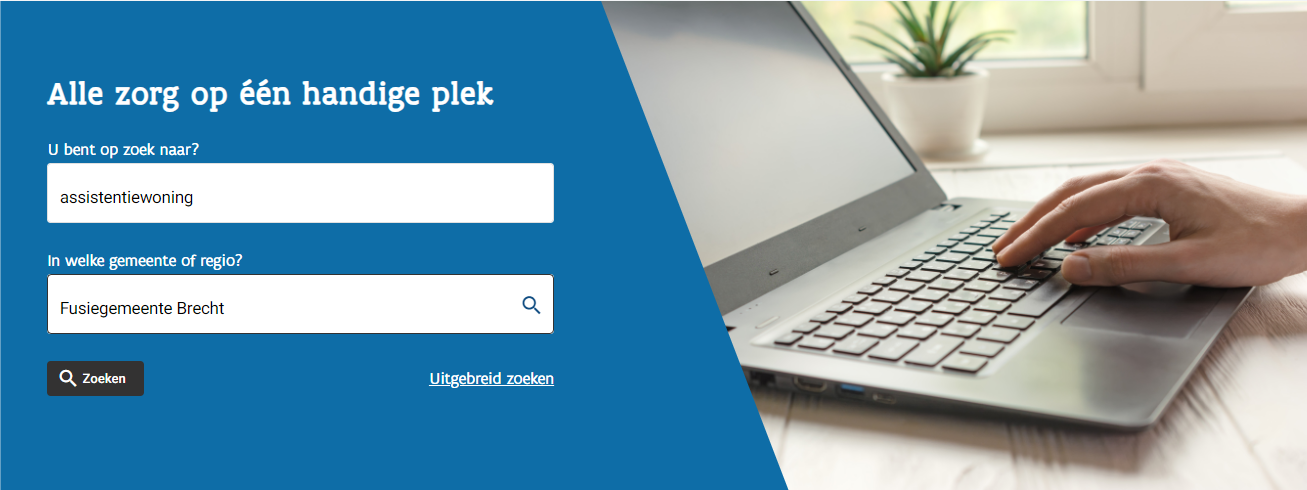 Alle zorg op één handige plek
U bent op zoek naar?
assistentiewoning
In welke gemeente of regio?
Fusiegemeente Brecht
Zoeken
Uitgebreid zoeken